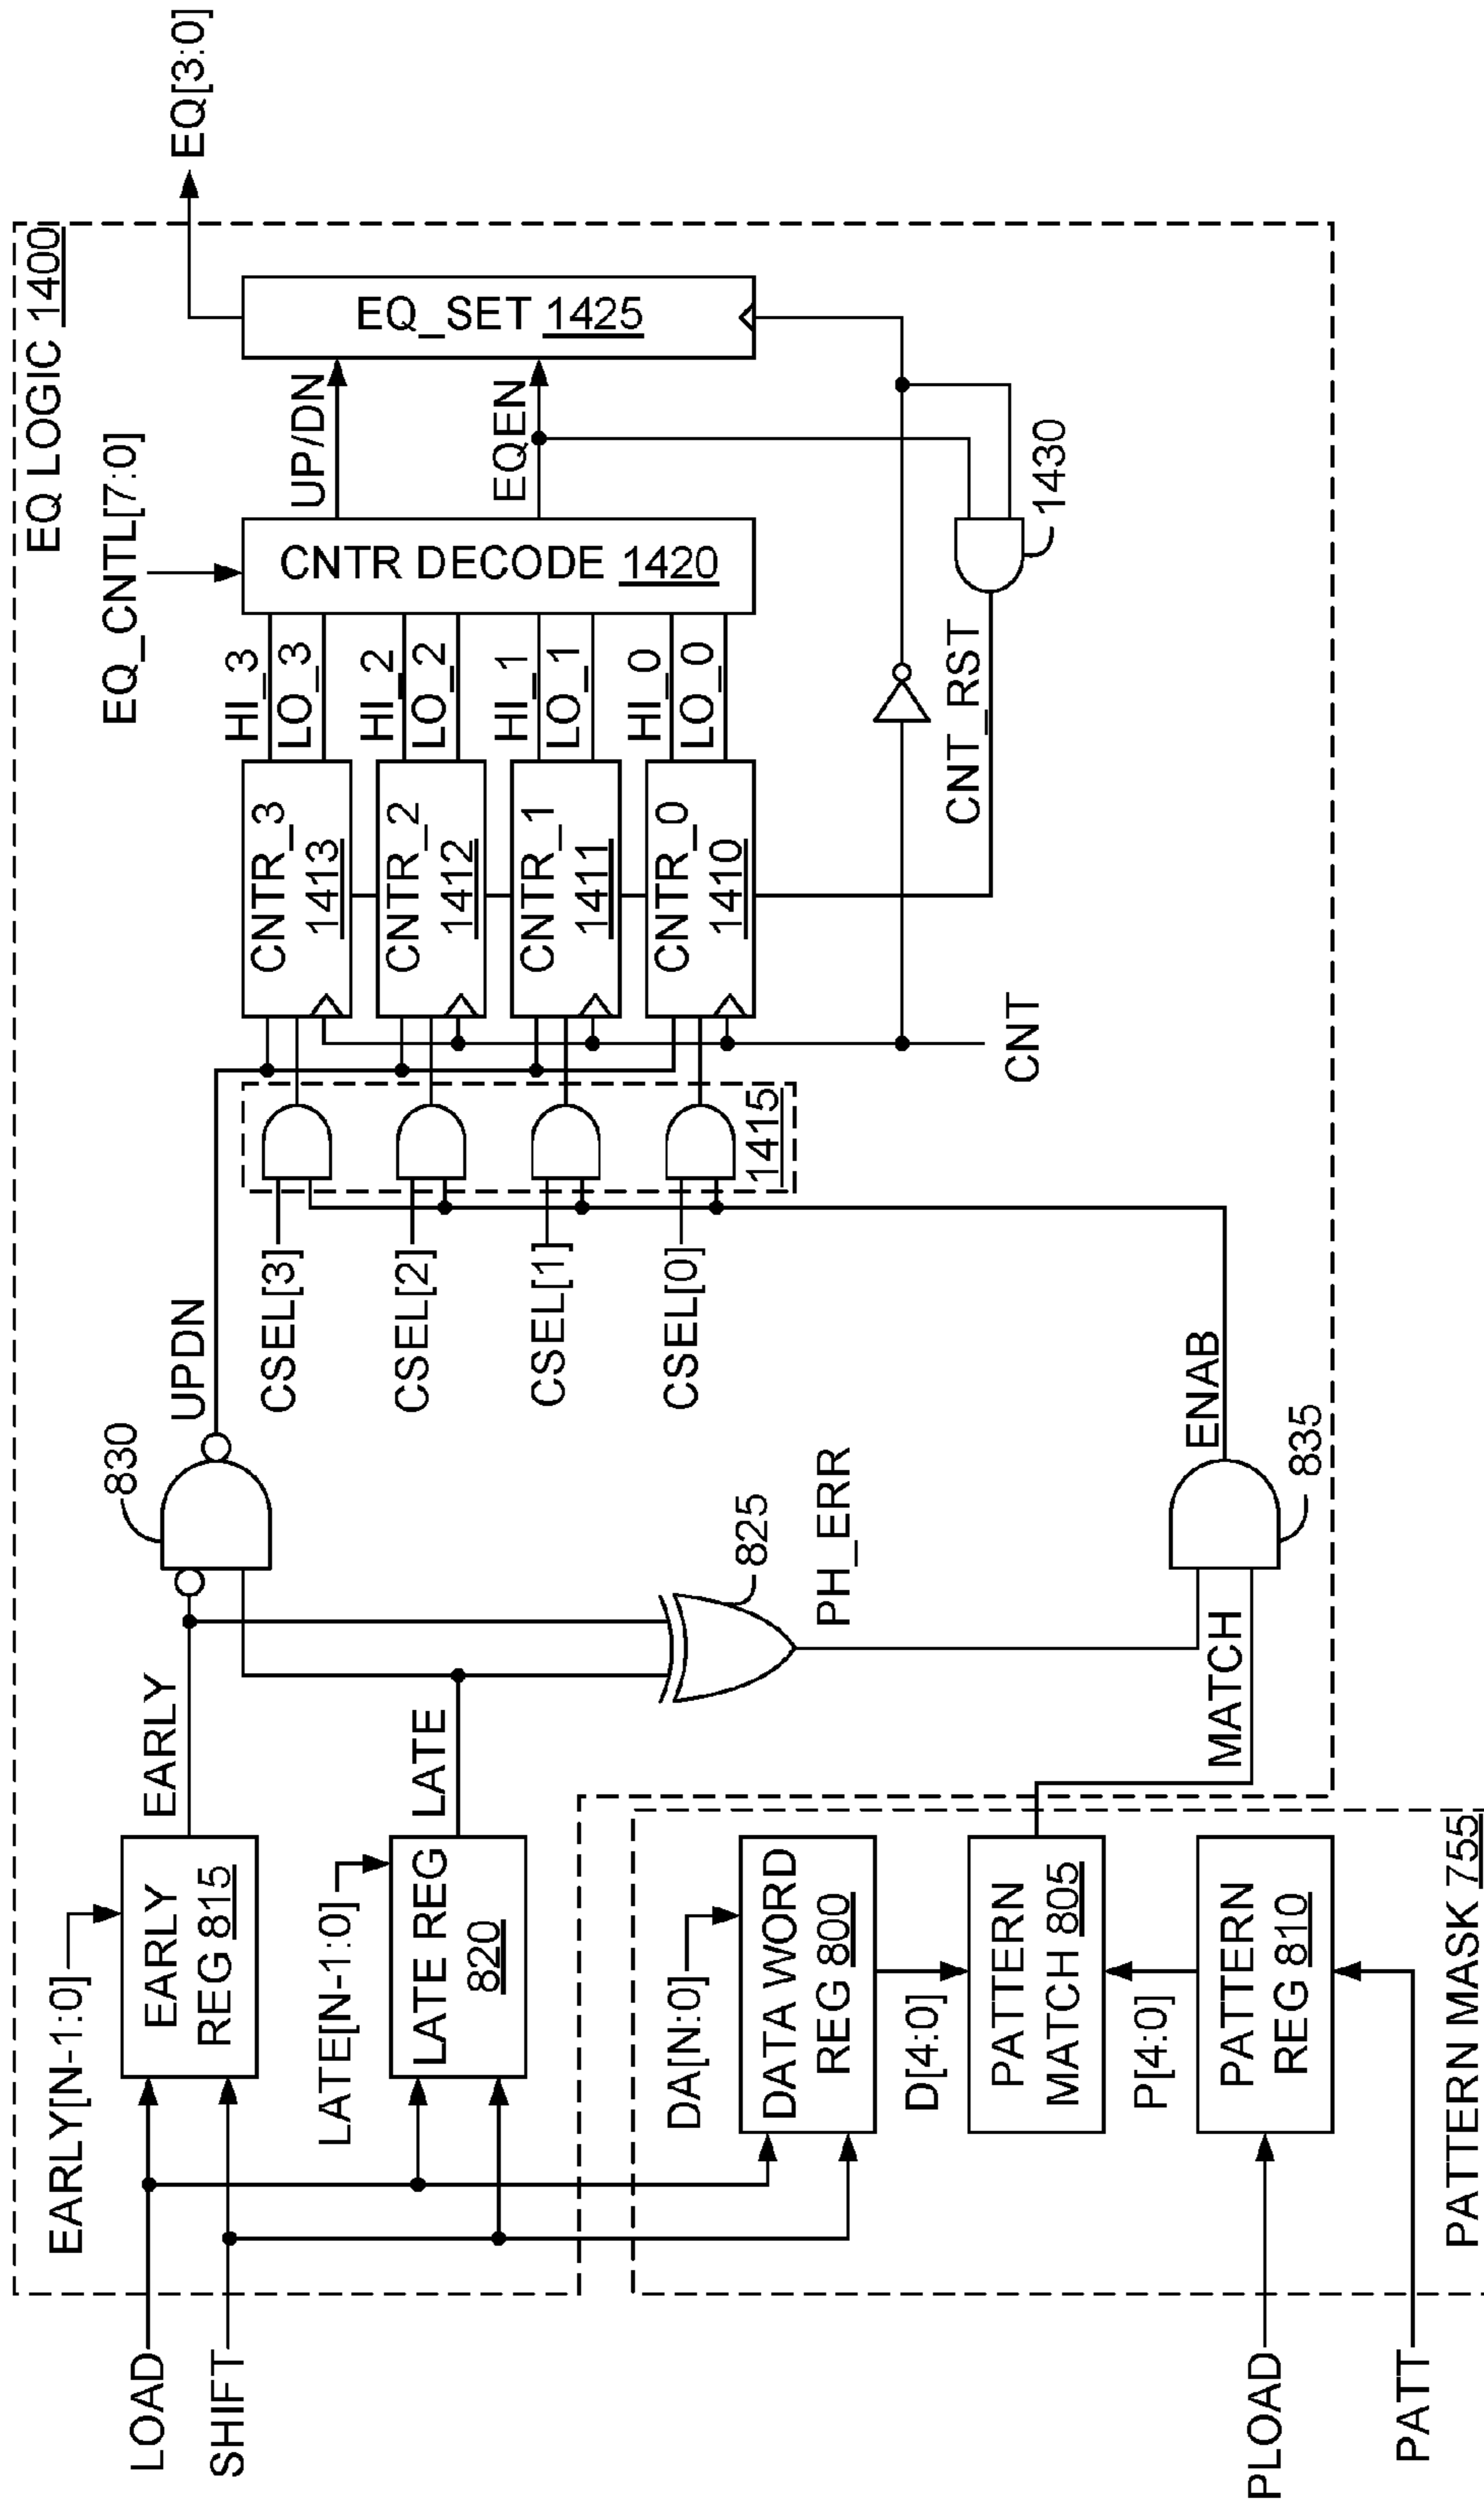 EQ LOGIC 1400
EQ[3:0]
EQ_CNTL[7:0]
EARLY[N-1:0]
LOAD
SHIFT
EARLY
REG 815
EARLY
830
UPDN
LATE[N-1:0]
LATE REG
820
LATE
825
PH_ERR
CSEL[3]
CSEL[2]
CSEL[1]
CSEL[0]
1415
CNTR_3
1413
CNTR_2
1412
CNTR_1
1411
CNTR_0
1410
HI_3
LO_3
HI_2
LO_2
HI_1
LO_1
HI_0
LO_0
CNTR DECODE 1420
UP/DN
EQEN
EQ_SET 1425
CNT_RST
1430
CNT
DA[N:0]
DATA WORD
REG 800
D[4:0]
PATTERN
MATCH 805
MATCH
P[4:0]
PATTERN
REG 810
ENAB
835
PLOAD
PATT
PATTERN MASK 755